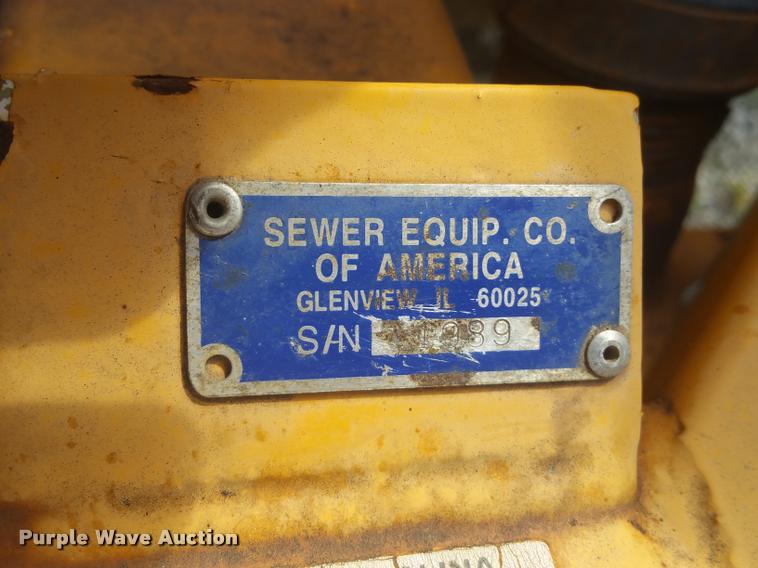 SEWER EQUIP. CO.
OF AMERICA
GLENVIEW IL 60025
S/N
Purple Wave Auction